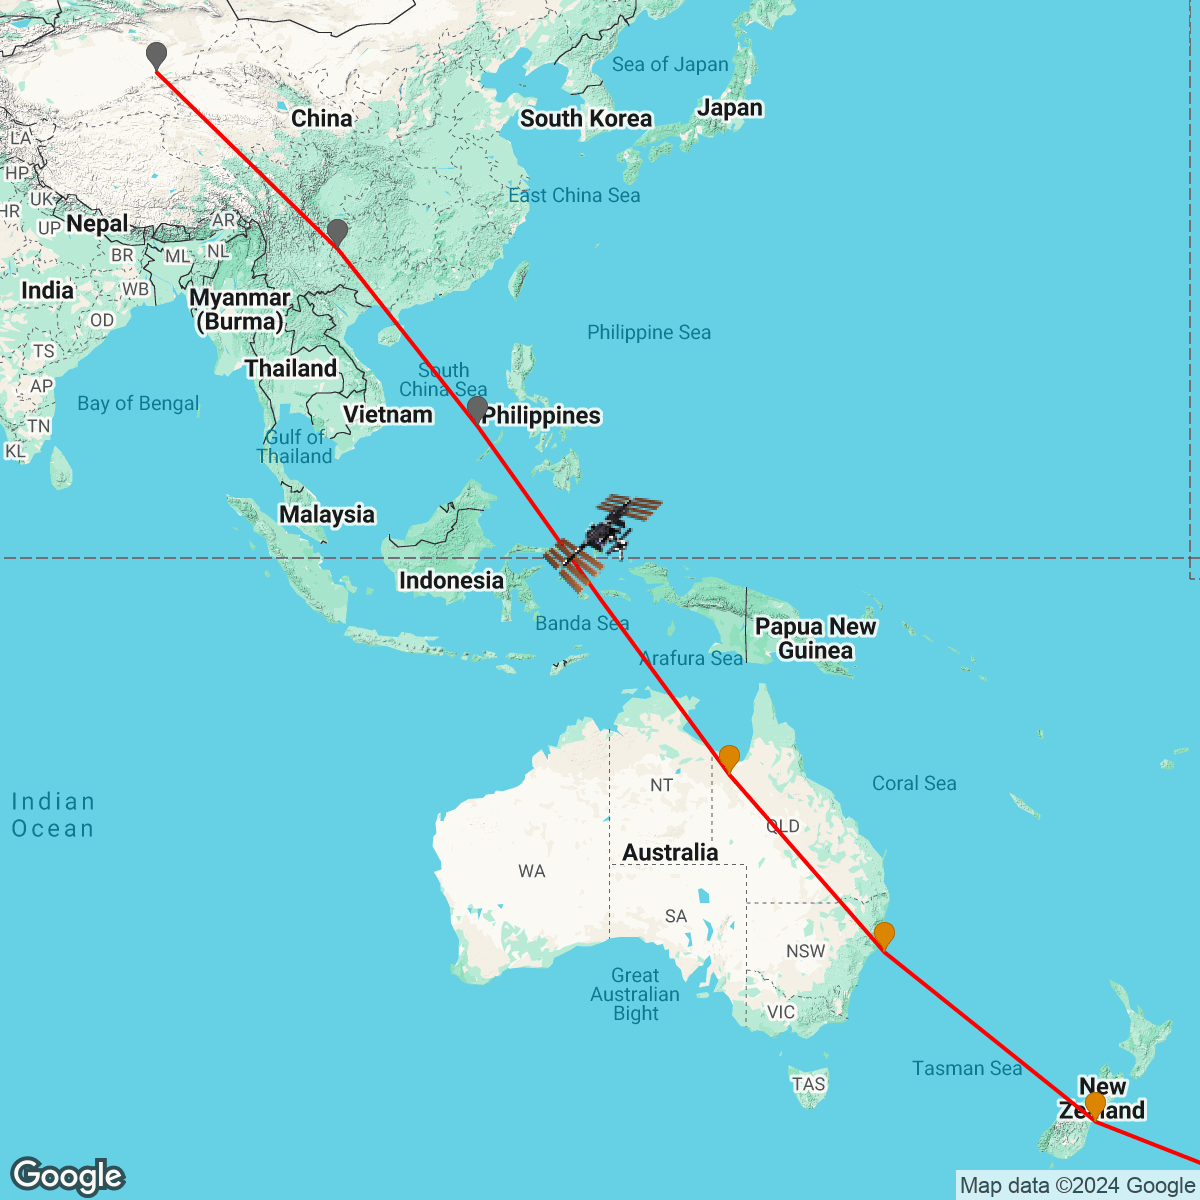 Sea of Japan
Japan
China
South Korea
LA
HP
East China Sea
UK
HR
Nepal
AR
UP
NL
BR
ML
India
WB
Myanmar
(Burma)
OD
Philippine Sea
TS
Thailand
South
China Sea
AP
Bay of Bengal
Vietnam
Philippines
TN
Gulf of
Thailand
KL
Malaysia
Indonesia
Banda Sea
Papua New
Guinea
Arafura Sea
NT
Coral Sea
Indian
Ocean
QLD
Australia
WA
SA
NSW
Great
Australian
Bight
VIC
Tasman Sea
TAS
New
Zealand
Google
Map data ©2024 Google